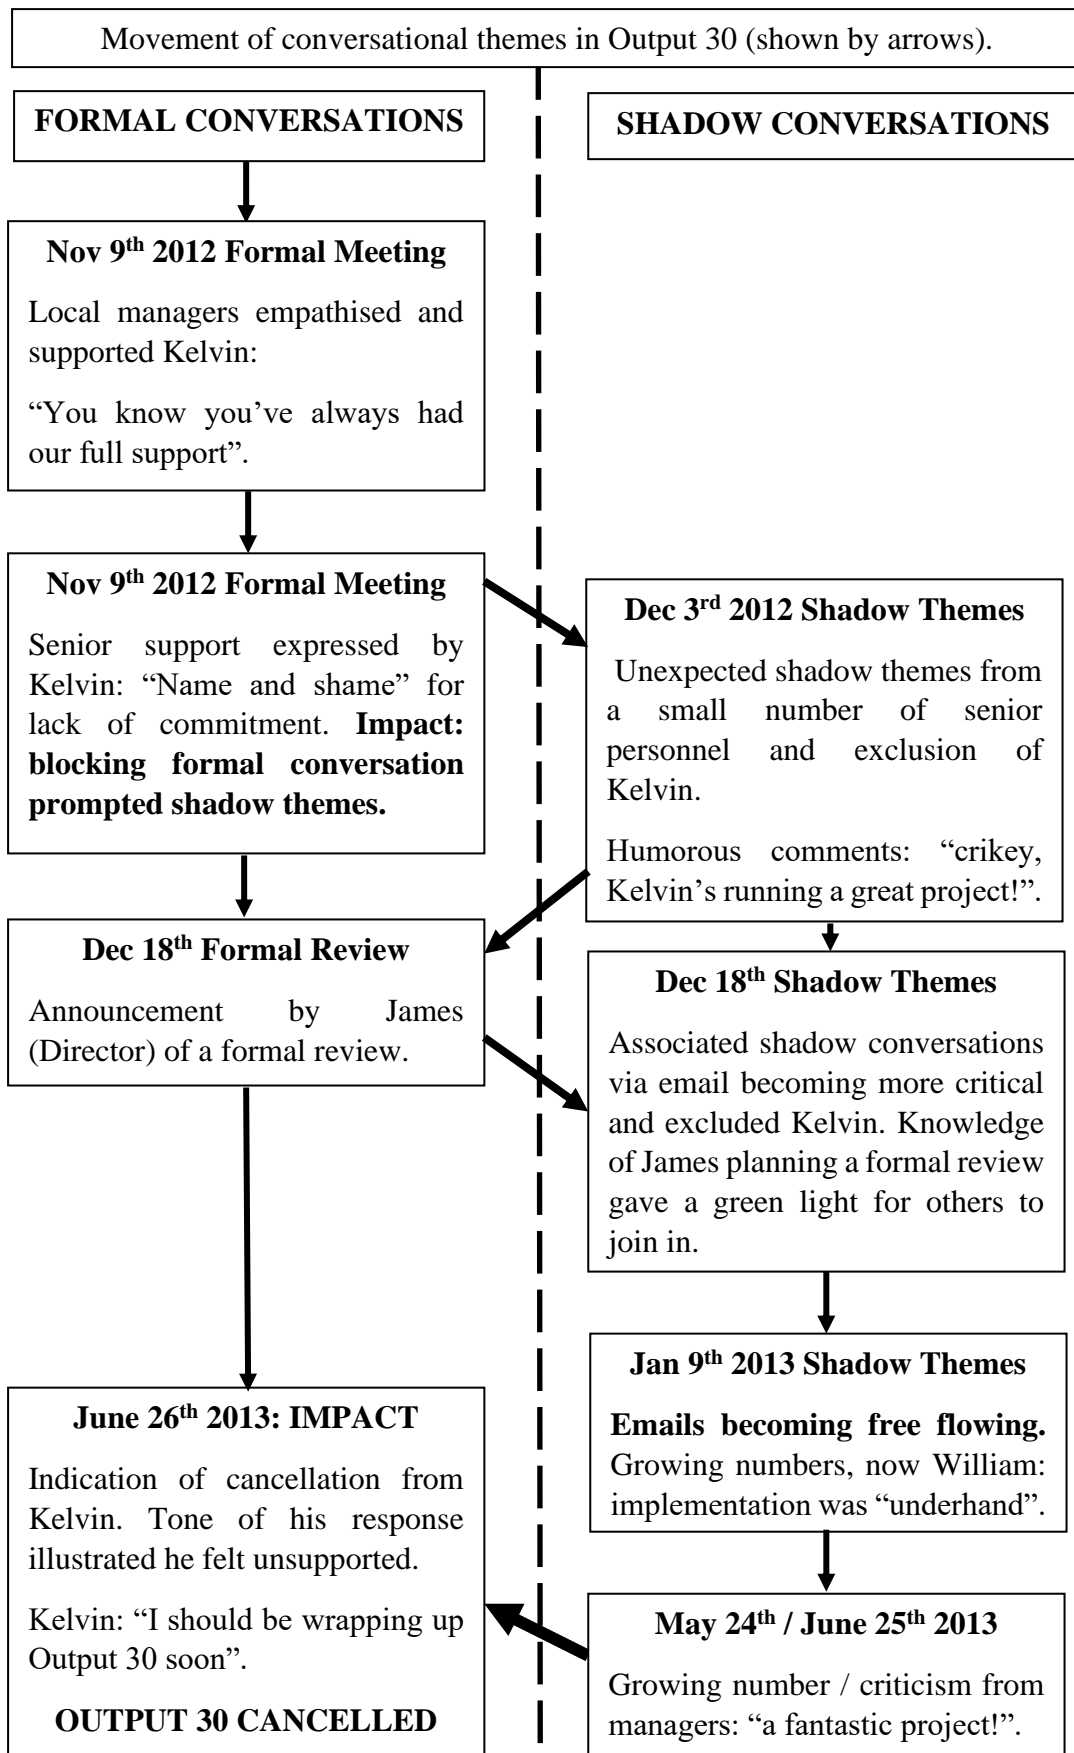 Movement of conversational themes in Output 30 (shown by arrows).
FORMAL CONVERSATIONS
SHADOW CONVERSATIONS
Nov 9th 2012 Formal Meeting
Local managers empathised and
supported Kelvin:
“You know you’ve always had
our full support”.
Nov 9th 2012 Formal Meeting
Senior support expressed by
Kelvin: “Name and shame” for
lack of commitment. Impact:
blocking formal conversation
prompted shadow themes.
Dec 3rd 2012 Shadow Themes
Unexpected shadow themes from
a small number of senior
personnel and exclusion of
Kelvin.
Humorous comments: “crikey,
Kelvin’s running a great project!”.
Dec 18th Formal Review
Announcement by James
(Director) of a formal review.
Dec 18th Shadow Themes
Associated shadow conversations
via email becoming more critical
and excluded Kelvin. Knowledge
of James planning a formal review
gave a green light for others to
join in.
Jan 9th 2013 Shadow Themes
Emails becoming free flowing.
Growing numbers, now William:
implementation was “underhand”.
June 26th 2013: IMPACT
Indication of cancellation from
Kelvin. Tone of his response
illustrated he felt unsupported.
Kelvin: “I should be wrapping up
Output 30 soon”.
OUTPUT 30 CANCELLED
May 24th / June 25th 2013
Growing number / criticism from
managers: “a fantastic project!”.